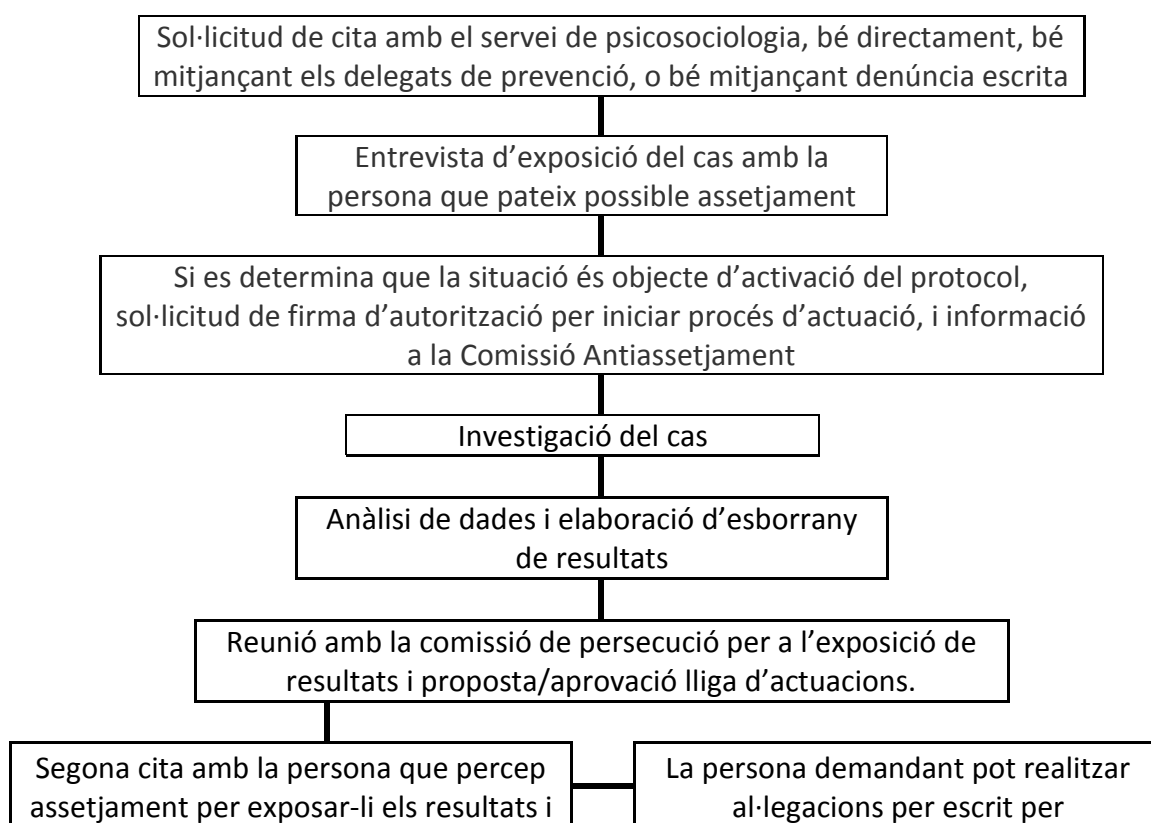 Sol·licitud de cita amb el servei de psicosociologia, bé directament, bé
mitjançant els delegats de prevenció, o bé mitjançant denúncia escrita
Entrevista d’exposició del cas amb la
persona que pateix possible assetjament
Si es determina que la situació és objecte d’activació del protocol,
sol·licitud de firma d’autorització per iniciar procés d’actuació, i informació
a la Comissió Antiassetjament
Investigació del cas
Anàlisi de dades i elaboració d’esborrany
de resultats
Reunió amb la comissió de persecució per a l’exposició de
resultats i proposta/aprovació lliga d’actuacions.
Segona cita amb la persona que percep
assetjament per exposar-li els resultats i
La persona demandant pot realitzar
al·legacions per escrit per